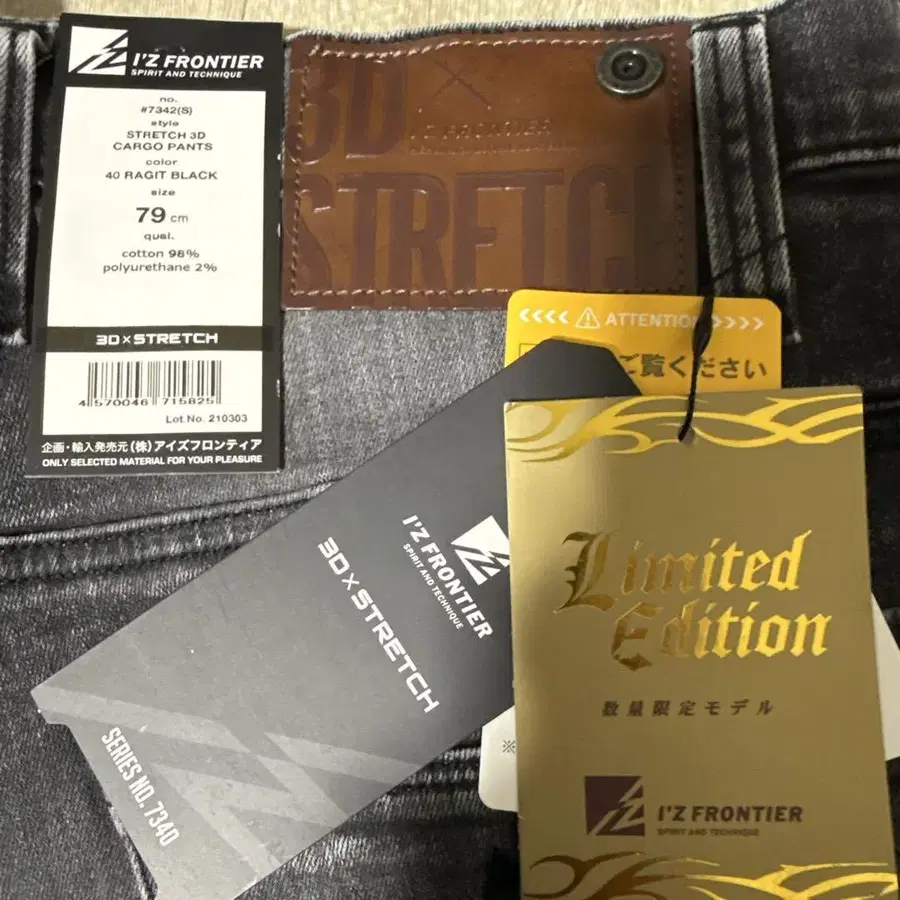 I'Z FRONTIER
SPIRIT AND TECHNIQUE
no.
#7342(S)
style
STRETCH 3D
CARGO PANTS
color
40 RAGIT BLACK
size
79 cm
qual.
cotton 98%
polyurethane 2%
3D×STRETCH
4 570046 715825
Lot No. 210303
企画・輸入発売元(株)アイズフロンティア
ONLY SELECTED MATERIAL FOR YOUR PLEASURE
3D ×
I'Z FRONTIER
STRETCH
<<<< ATTENTION >>>>
ご覧ください
I'Z FRONTIER
SPIRIT AND TECHNIQUE
3D×STRETCH
SERIES NO. 7340
※
Limited
Edition
数量限定モデル
I'Z FRONTIER
SPIRIT AND TECHNIQUE